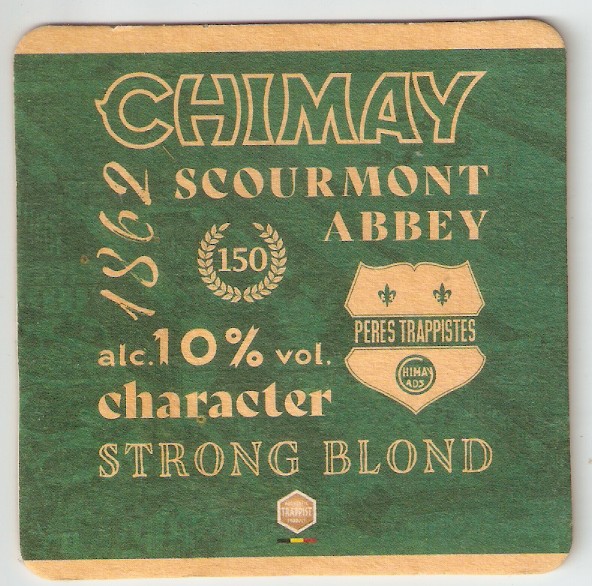 CHIMAY
1862
SCOURMONT
ABBEY
150
PERES TRAPPISTES
CHIMAY
alc.10% vol.
character
STRONG BLOND
TRAPPIST